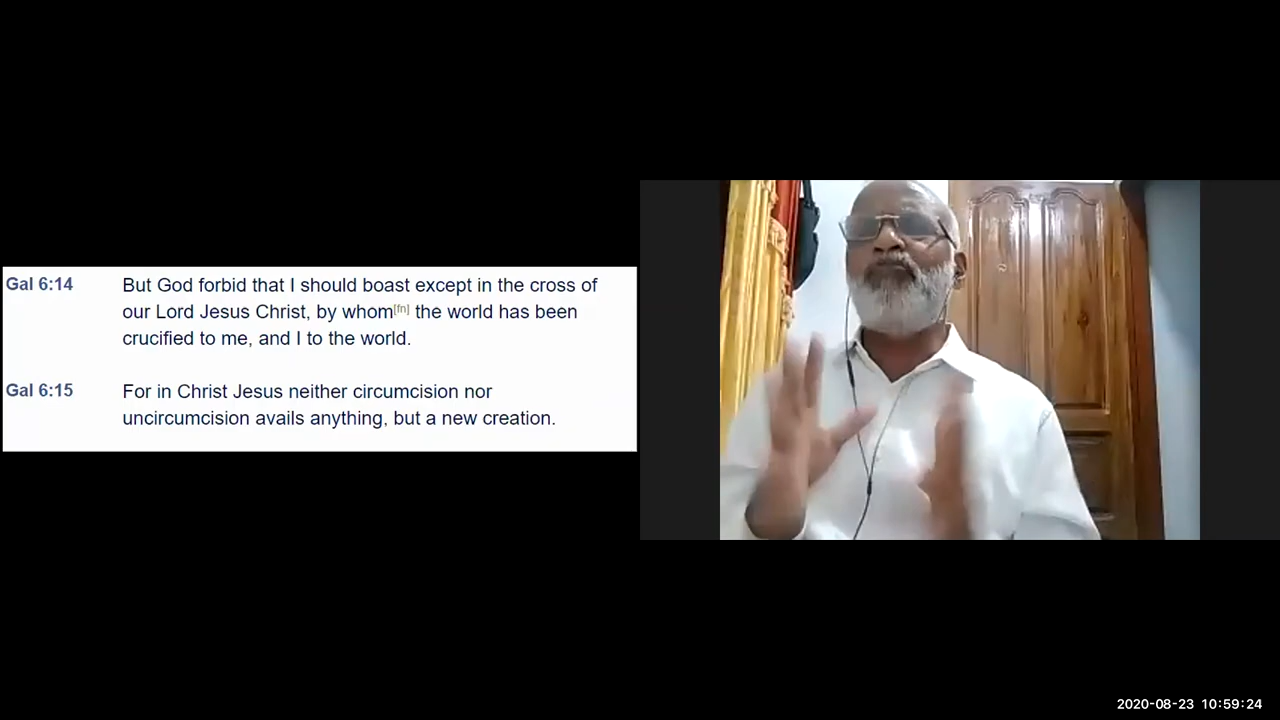 Gal 6:14 But God forbid that I should boast except in the cross of
our Lord Jesus Christ, by whom[fn] the world has been
crucified to me, and I to the world.
Gal 6:15 For in Christ Jesus neither circumcision nor
uncircumcision avails anything, but a new creation.
2020-08-23 10:59:24